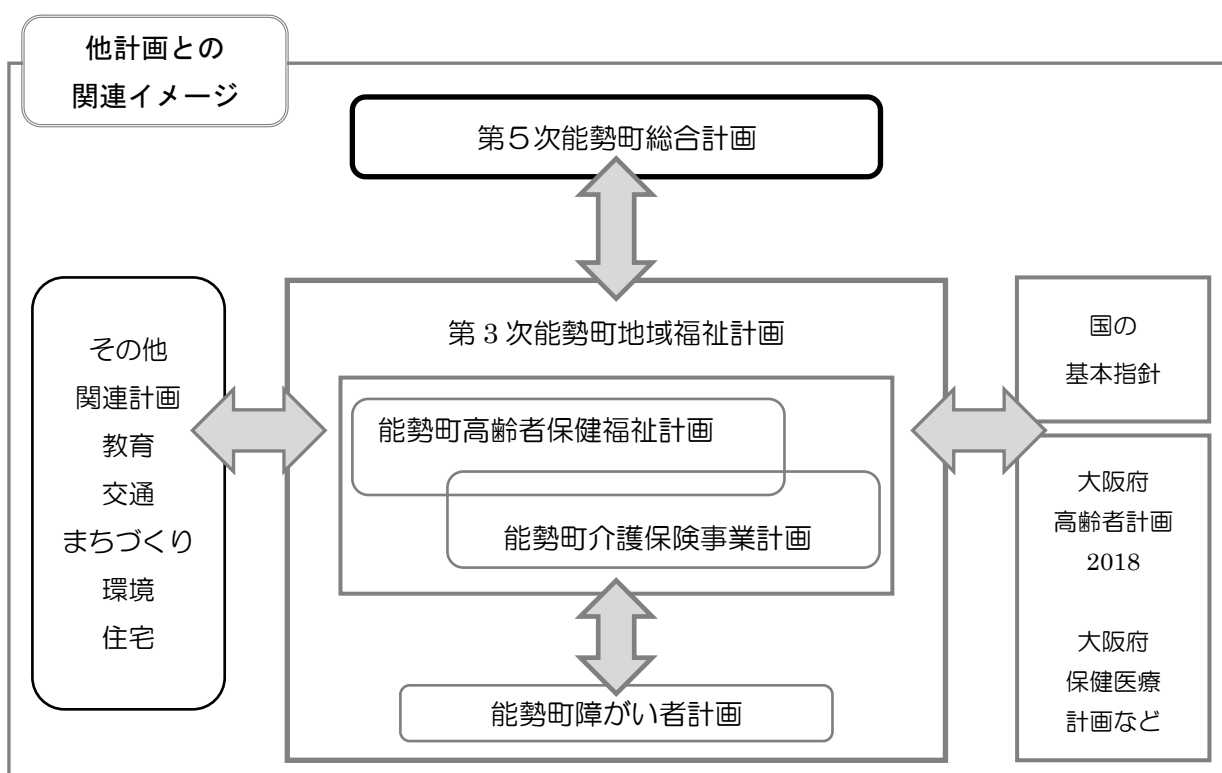 他計画との
関連イメージ
第５次能勢町総合計画
その他
関連計画
教育
交通
まちづくり
環境
住宅
第 3 次能勢町地域福祉計画
能勢町高齢者保健福祉計画
能勢町介護保険事業計画
能勢町障がい者計画
国の
基本指針
大阪府
高齢者計画
2018
大阪府
保健医療
計画など